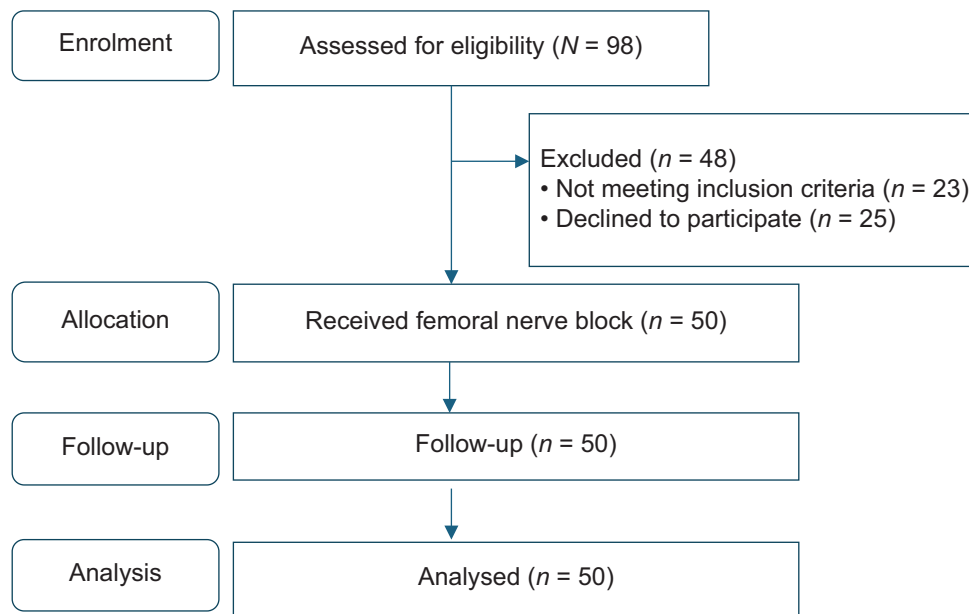 Enrolment
Assessed for eligibility (N = 98)
Excluded (n = 48)
• Not meeting inclusion criteria (n = 23)
• Declined to participate (n = 25)
Allocation
Received femoral nerve block (n = 50)
Follow-up
Follow-up (n = 50)
Analysis
Analysed (n = 50)